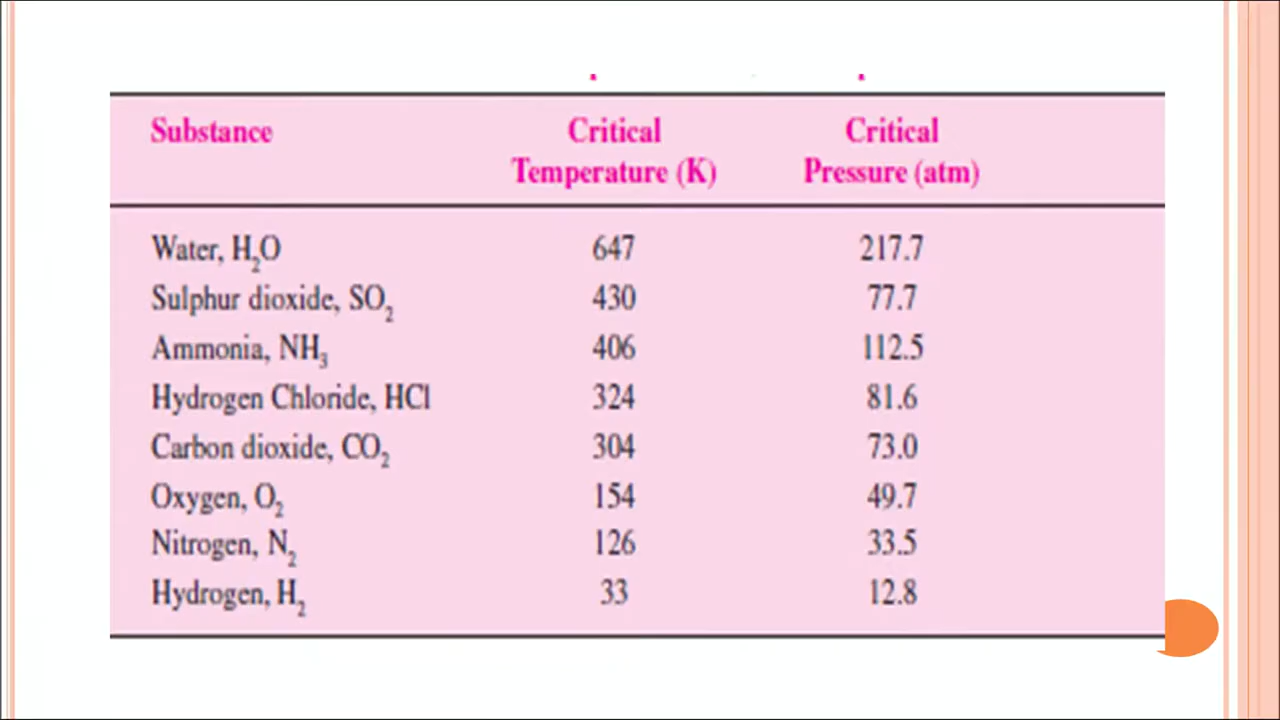 Substance Critical Critical
Temperature (K) Pressure (atm)
Water, H₂O 647 217.7
Sulphur dioxide, SO₂ 430 77.7
Ammonia, NH₃ 406 112.5
Hydrogen Chloride, HCl 324 81.6
Carbon dioxide, CO₂ 304 73.0
Oxygen, O₂ 154 49.7
Nitrogen, N₂ 126 33.5
Hydrogen, H₂ 33 12.8